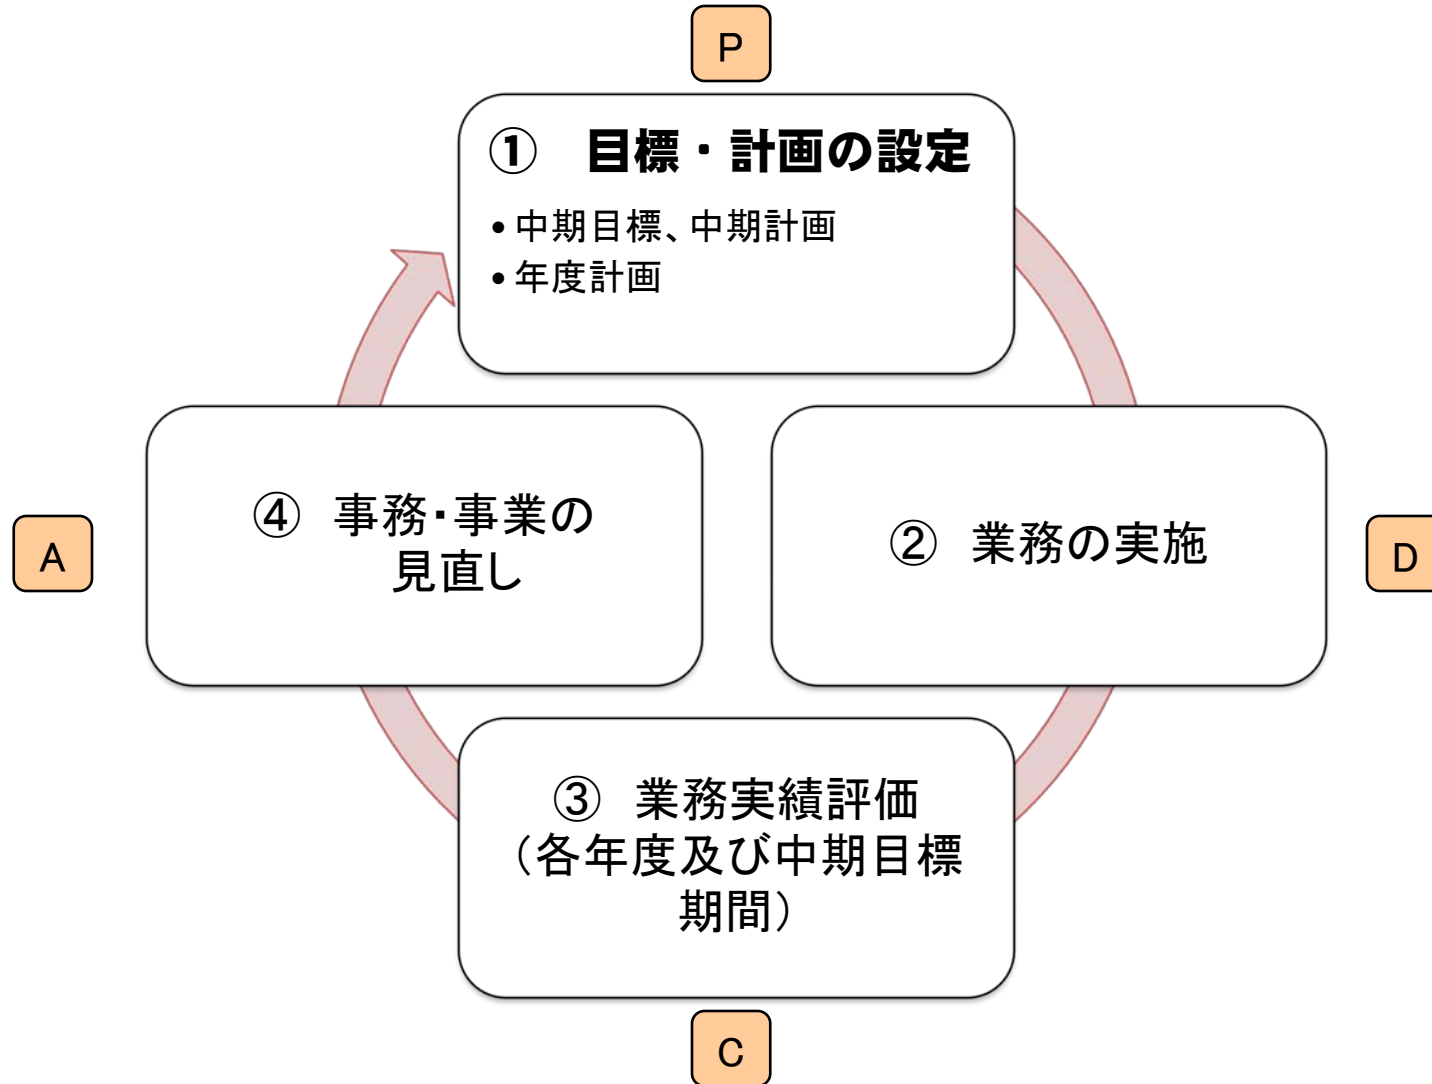 P
① 目標・計画の設定
•中期目標、中期計画
•年度計画
④ 事務・事業の
見直し
A
② 業務の実施
D
③ 業務実績評価
（各年度及び中期目標
期間）
C